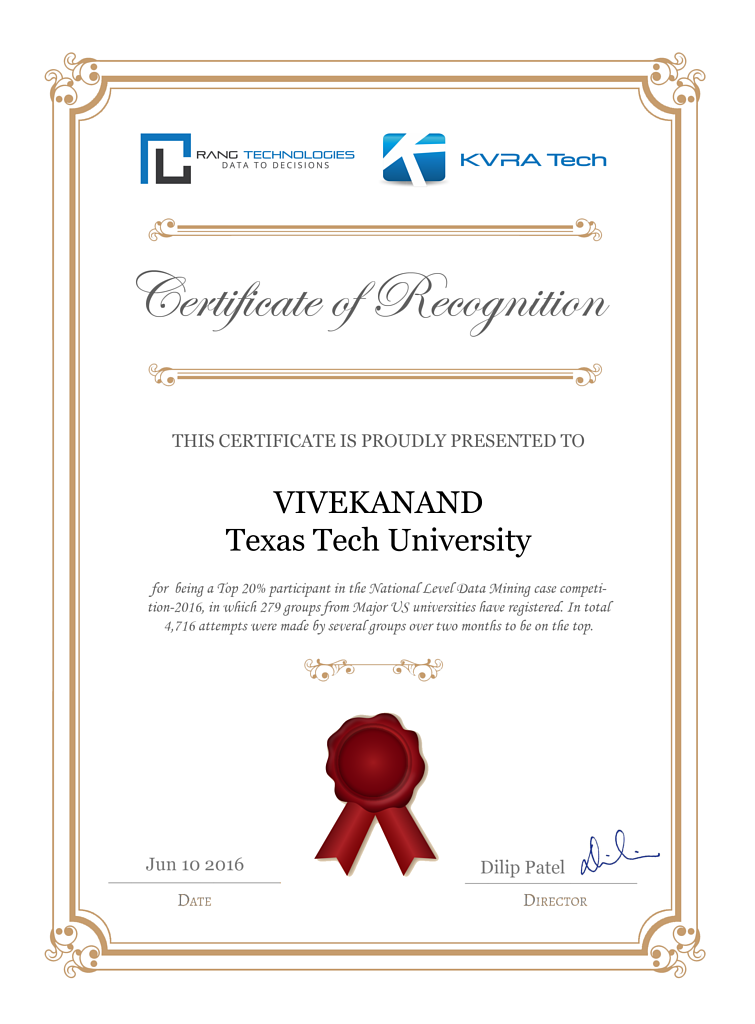 RANG TECHNOLOGIES
DATA TO DECISIONS
KVRA Tech
Certificate of Recognition
THIS CERTIFICATE IS PROUDLY PRESENTED TO
VIVEKANAND
Texas Tech University
for being a Top 20% participant in the National Level Data Mining case competi-
tion-2016, in which 279 groups from Major US universities have registered. In total
4,716 attempts were made by several groups over two months to be on the top.
Jun 10 2016
Dilip Patel
DATE
DIRECTOR